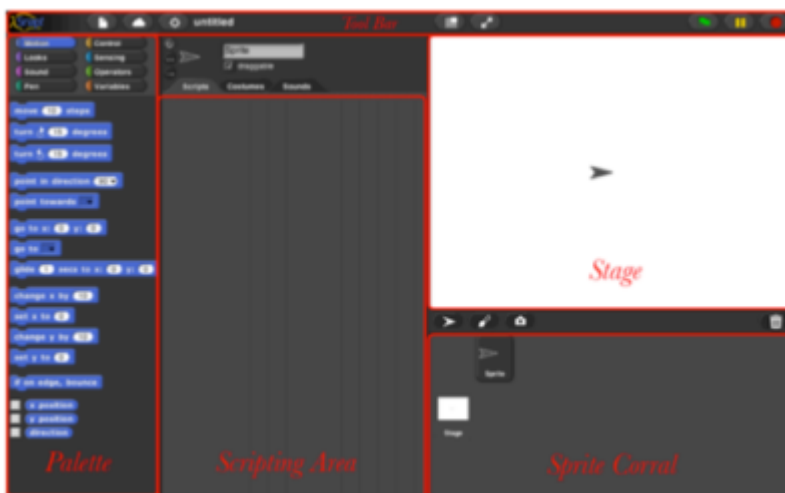 untitled
Tool Bar
Motion
Control
Looks
Sensing
Sound
Operators
Pen
Variables
Sprite
draggable
Scripts
Costumes
Sounds
move 10 steps
turn 15 degrees
turn 15 degrees
point in direction 90
point towards
go to x: 0 y: 0
go to
glide 1 secs to x: 0 y: 0
change x by 10
set x to 0
change y by 10
set y to 0
if on edge, bounce
x position
y position
direction
Palette
Scripting Area
Stage
Sprite
Stage
Sprite Corral